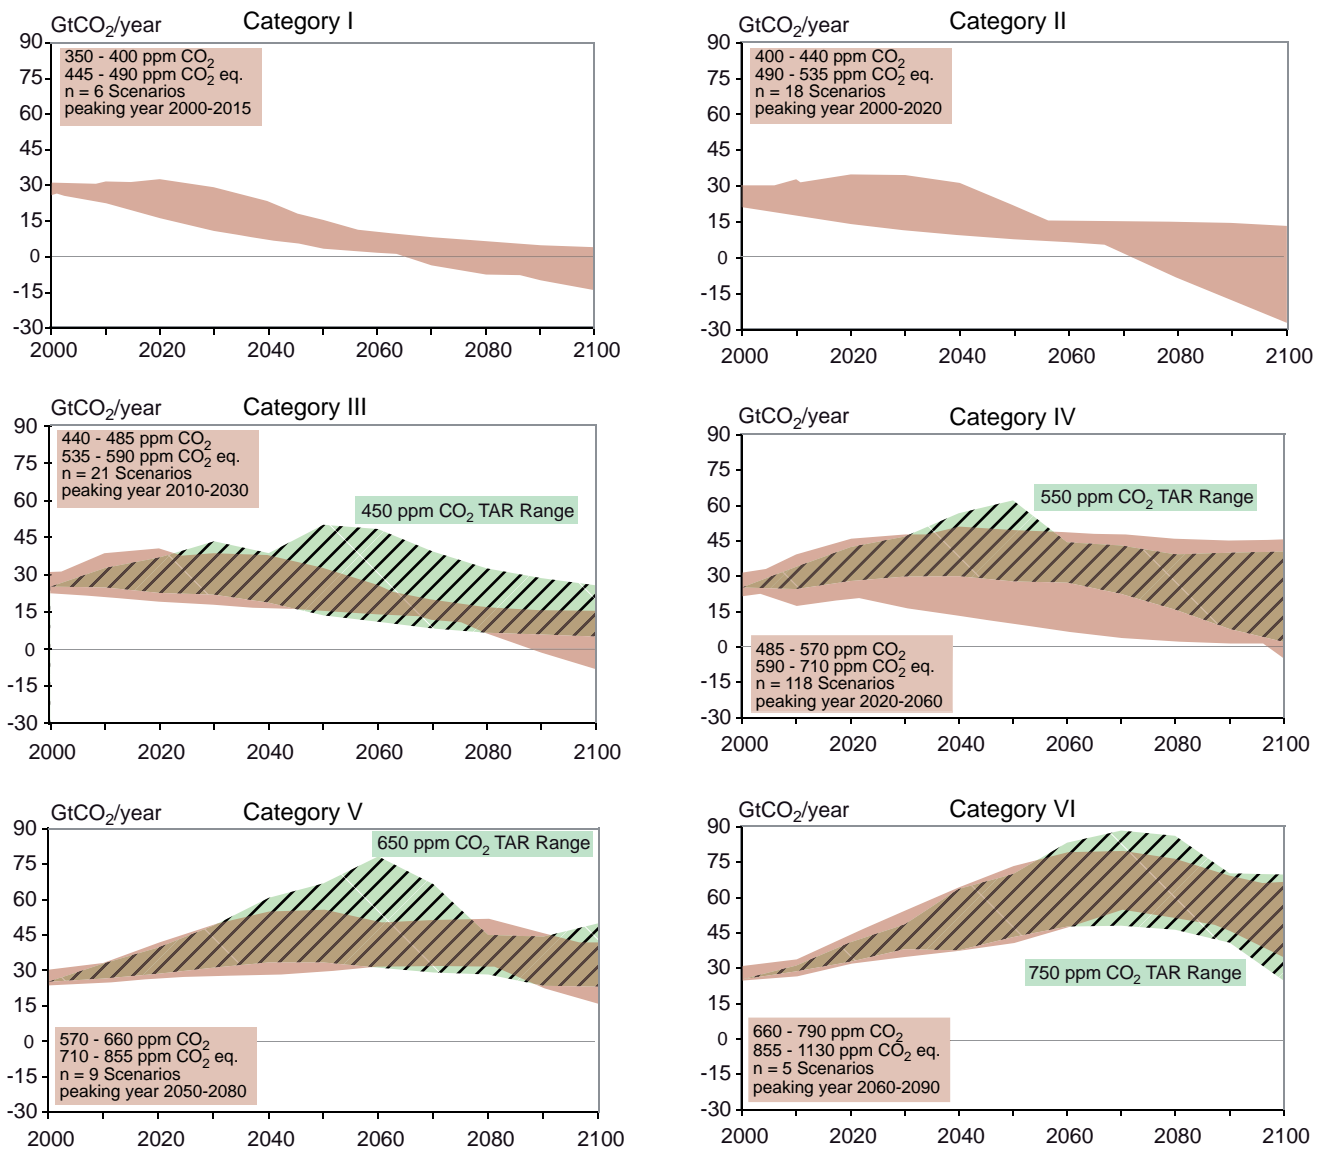 GtCO2/year
Category I
90
75
60
45
30
15
0
-15
-30
350 - 400 ppm CO2
445 - 490 ppm CO2 eq.
n = 6 Scenarios
peaking year 2000-2015
2000 2020 2040 2060 2080 2100
GtCO2/year
Category II
90
75
60
45
30
15
0
-15
-30
400 - 440 ppm CO2
490 - 535 ppm CO2 eq.
n = 18 Scenarios
peaking year 2000-2020
2000 2020 2040 2060 2080 2100
GtCO2/year
Category III
90
75
60
45
30
15
0
-15
-30
440 - 485 ppm CO2
535 - 590 ppm CO2 eq.
n = 21 Scenarios
peaking year 2010-2030
450 ppm CO2 TAR Range
2000 2020 2040 2060 2080 2100
GtCO2/year
Category IV
90
75
60
45
30
15
0
-15
-30
550 ppm CO2 TAR Range
485 - 570 ppm CO2
590 - 710 ppm CO2 eq.
n = 118 Scenarios
peaking year 2020-2060
2000 2020 2040 2060 2080 2100
GtCO2/year
Category V
90
75
60
45
30
15
0
-15
-30
650 ppm CO2 TAR Range
570 - 660 ppm CO2
710 - 855 ppm CO2 eq.
n = 9 Scenarios
peaking year 2050-2080
2000 2020 2040 2060 2080 2100
GtCO2/year
Category VI
90
75
60
45
30
15
0
-15
-30
750 ppm CO2 TAR Range
660 - 790 ppm CO2
855 - 1130 ppm CO2 eq.
n = 5 Scenarios
peaking year 2060-2090
2000 2020 2040 2060 2080 2100